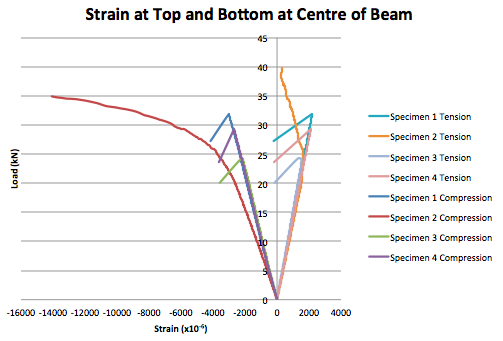 Strain at Top and Bottom at Centre of Beam
45
40
35
30
25
20
15
10
5
0
Load (kN)
-16000 -14000 -12000 -10000 -8000 -6000 -4000 -2000 0 2000 4000
Strain (x10⁻⁶)
Specimen 1 Tension
Specimen 2 Tension
Specimen 3 Tension
Specimen 4 Tension
Specimen 1 Compression
Specimen 2 Compression
Specimen 3 Compression
Specimen 4 Compression